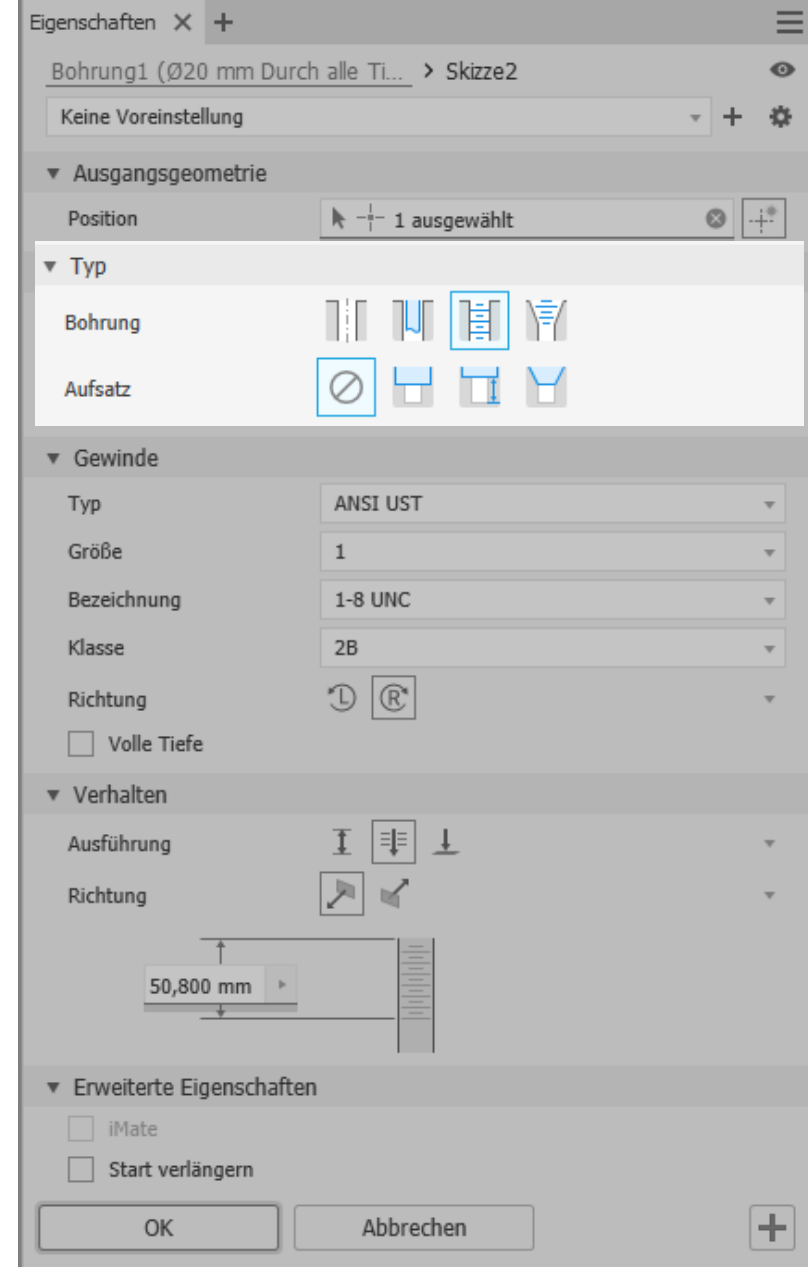 Eigenschaften
Bohrung1 (Ø20 mm Durch alle Ti... > Skizze2
Keine Voreinstellung
Ausgangsgeometrie
Position 1 ausgewählt
Typ
Bohrung
Aufsatz
Gewinde
Typ ANSI UST
Größe 1
Bezeichnung 1-8 UNC
Klasse 2B
Richtung L R
Volle Tiefe
Verhalten
Ausführung
Richtung
50,800 mm
Erweiterte Eigenschaften
iMate
Start verlängern
OK Abbrechen